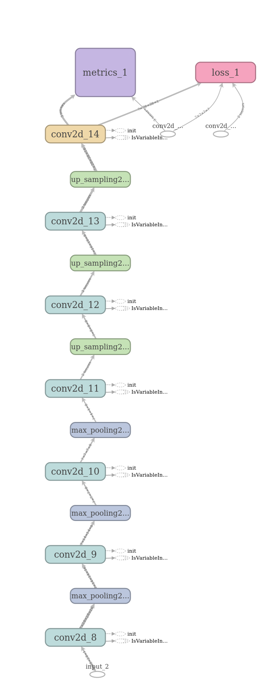 metrics_1
loss_1
conv2d_...
conv2d_...
conv2d_14
init
IsVariableIn...
up_sampling2...
conv2d_13
init
IsVariableIn...
up_sampling2...
conv2d_12
init
IsVariableIn...
up_sampling2...
conv2d_11
init
IsVariableIn...
max_pooling2...
conv2d_10
init
IsVariableIn...
max_pooling2...
conv2d_9
init
IsVariableIn...
max_pooling2...
conv2d_8
init
IsVariableIn...
input_2